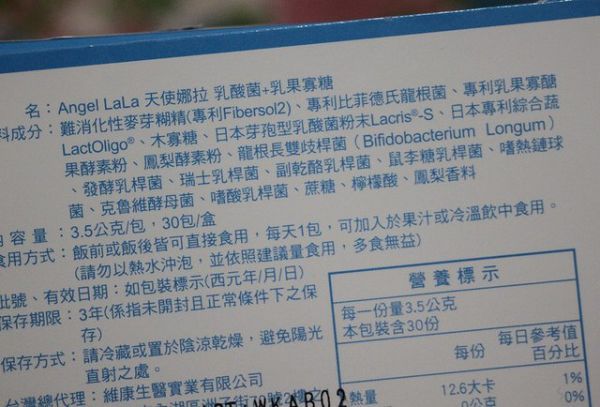 名：Angel LaLa 天使娜拉 乳酸菌+乳果寡糖
料成分：難消化性麥芽糊精(專利Fibersol2)、專利比菲德氏龍根菌、專利乳果寡醣
LactOligo®、木寡糖、日本芽孢型乳酸菌粉末Lacris®-S、日本專利綜合蔬
果酵素粉、鳳梨酵素粉、龍根長雙歧桿菌（Bifidobacterium Longum）
、發酵乳桿菌、瑞士乳桿菌、副乾酪乳桿菌、鼠李糖乳桿菌、嗜熱鏈球
菌、克魯維酵母菌、嗜酸乳桿菌、蔗糖、檸檬酸、鳳梨香料
內容量：3.5公克/包，30包/盒
食用方式：飯前或飯後皆可直接食用，每天1包，可加入於果汁或冷溫飲中食用。
(請勿以熱水沖泡，並依照建議量食用，多食無益)
批號、有效日期：如包裝標示(西元年/月/日)
保存期限：3年(係指未開封且正常條件下之保
存)
保存方式：請冷藏或置於陰涼乾燥，避免陽光
直射之處。
台灣總代理：維康生醫實業有限公司
營養標示
每一份量3.5公克
本包裝含30份
每份 每日參考值
百分比
熱量 12.6大卡 1%
0公克 0%